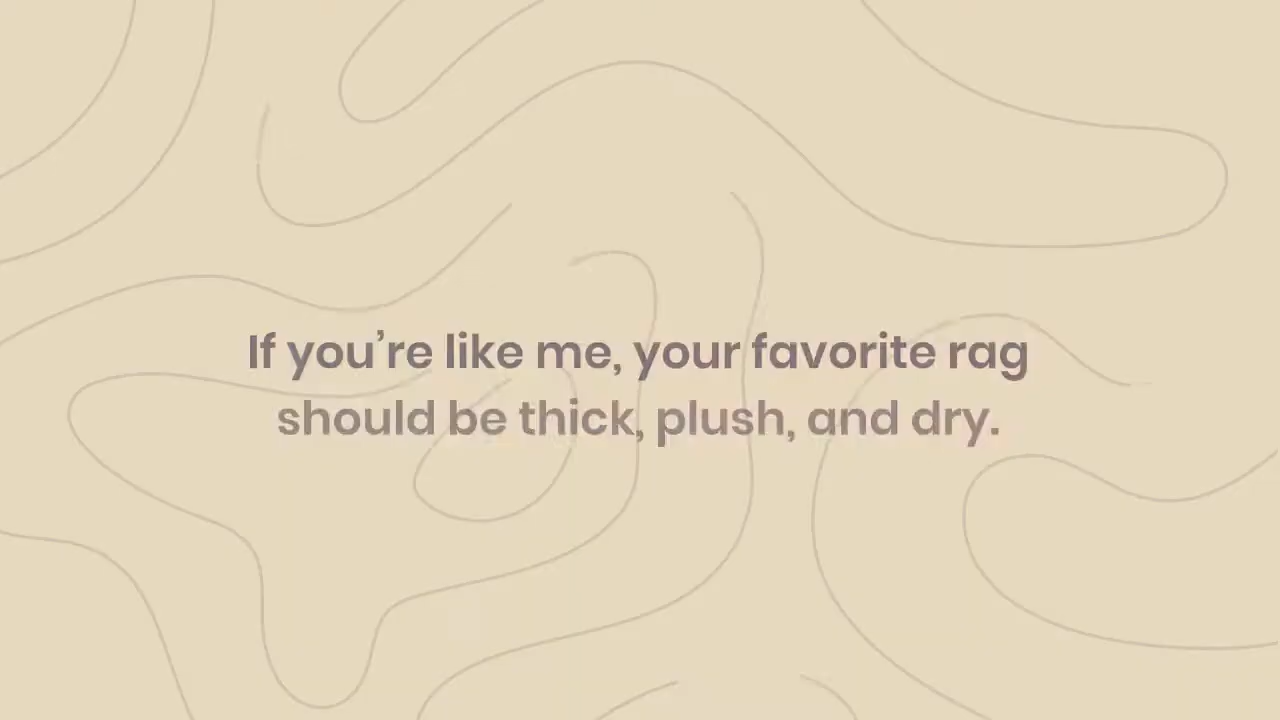 If you’re like me, your favorite rag
should be thick, plush, and dry.